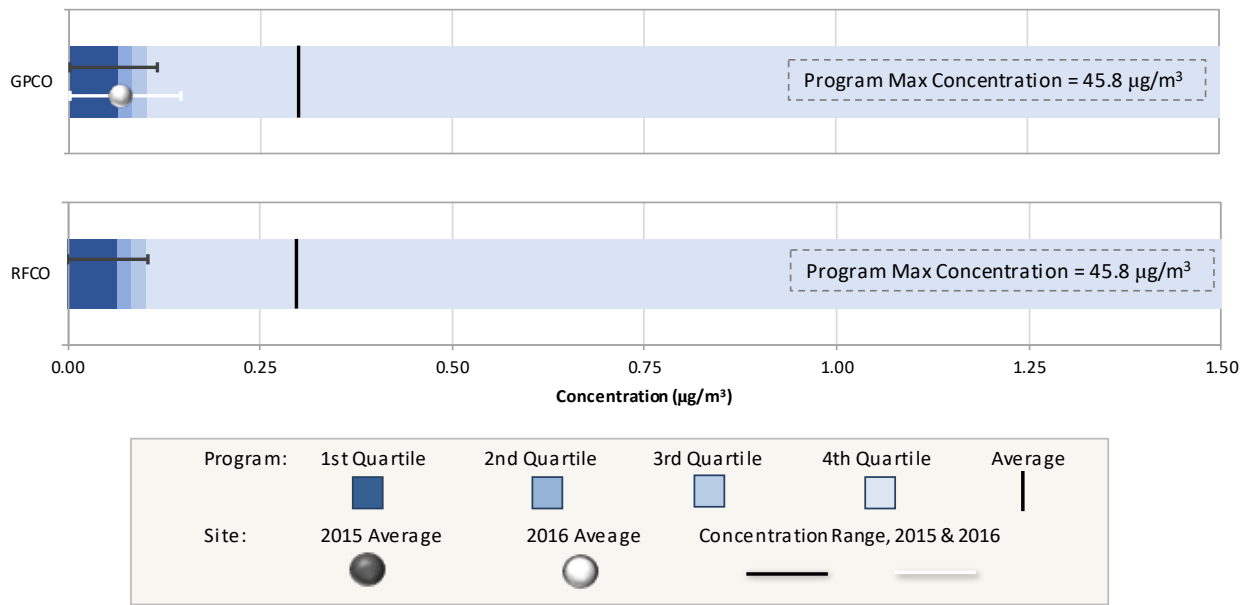 GPCO
Program Max Concentration = 45.8 µg/m³
RFCO
Program Max Concentration = 45.8 µg/m³
0.00 0.25 0.50 0.75 1.00 1.25 1.50
Concentration (µg/m³)
Program: 1st Quartile 2nd Quartile 3rd Quartile 4th Quartile Average
Site: 2015 Average 2016 Aveage Concentration Range, 2015 & 2016